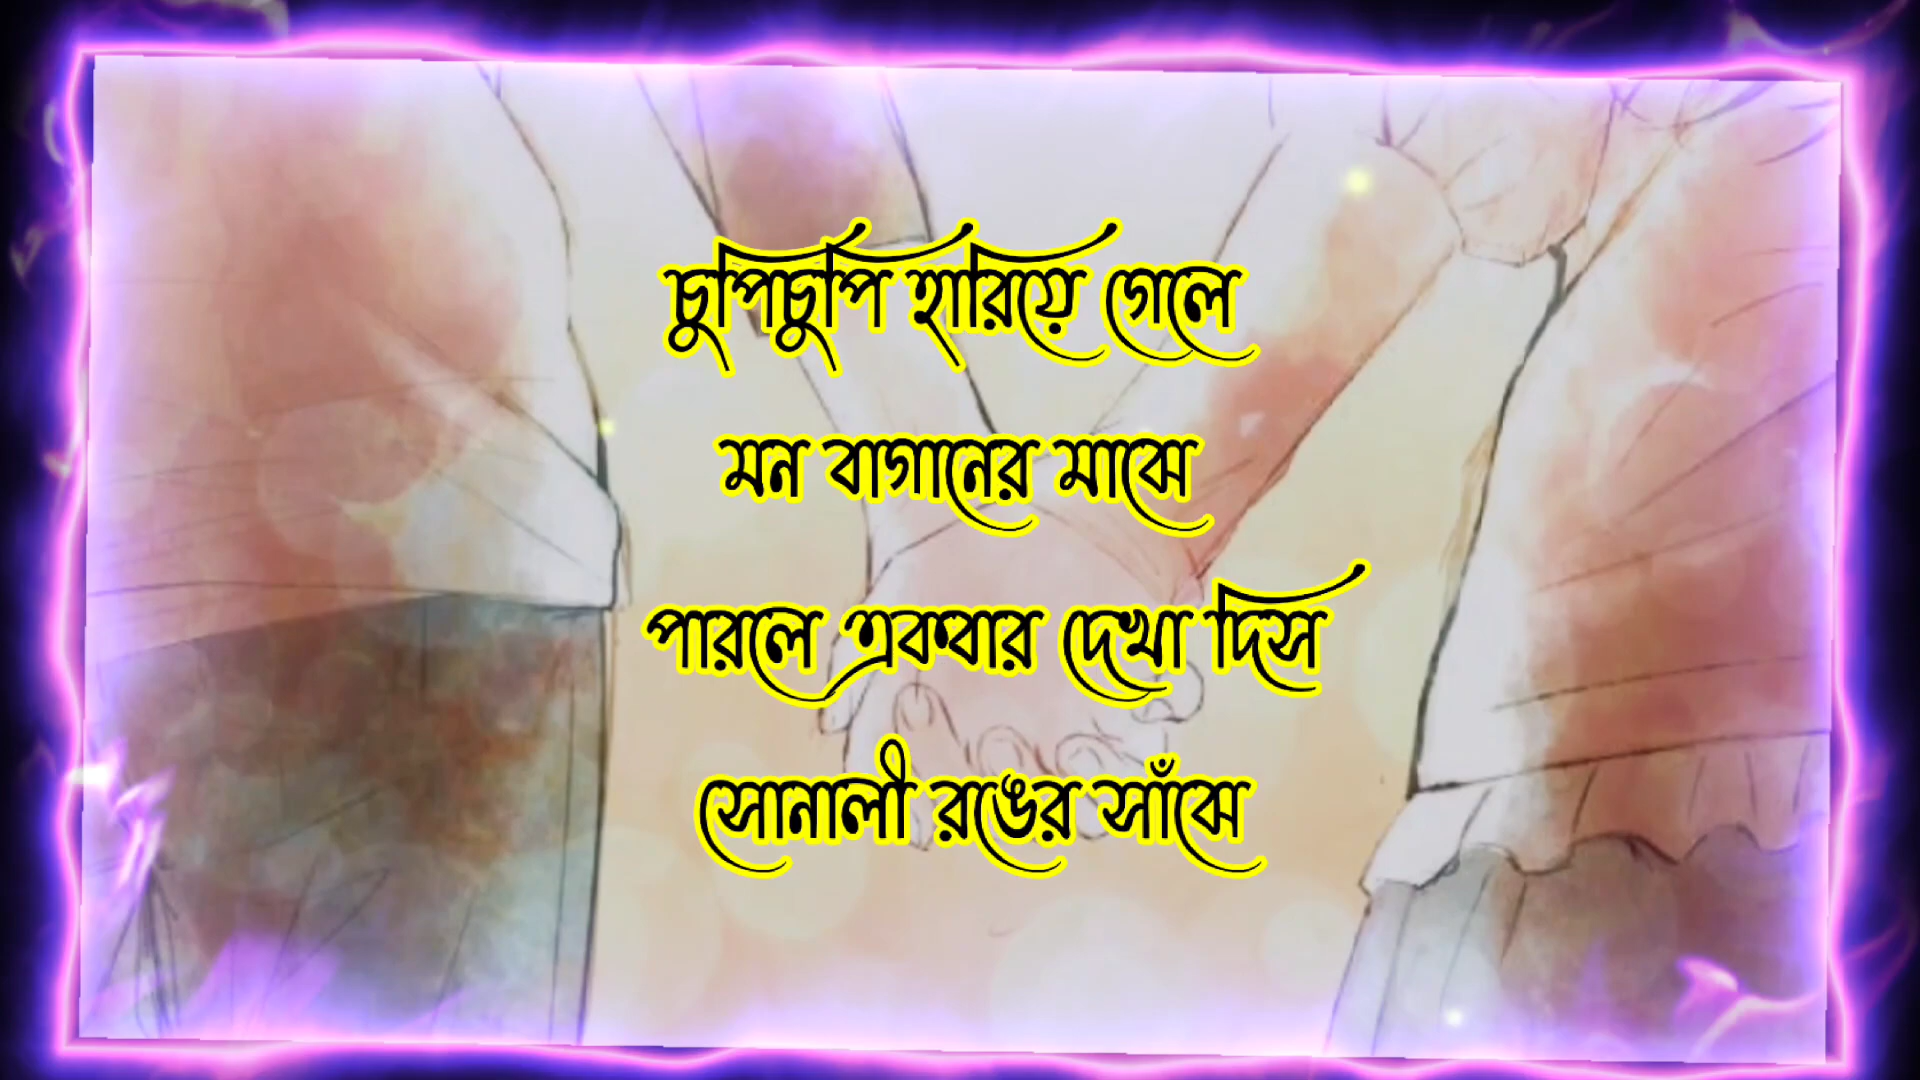 চুপিচুপি হারিয়ে গেলে
মন বাগানের মাঝে
পারলে একবার দেখা দিস
সোনালী রঙের সাঁঝে